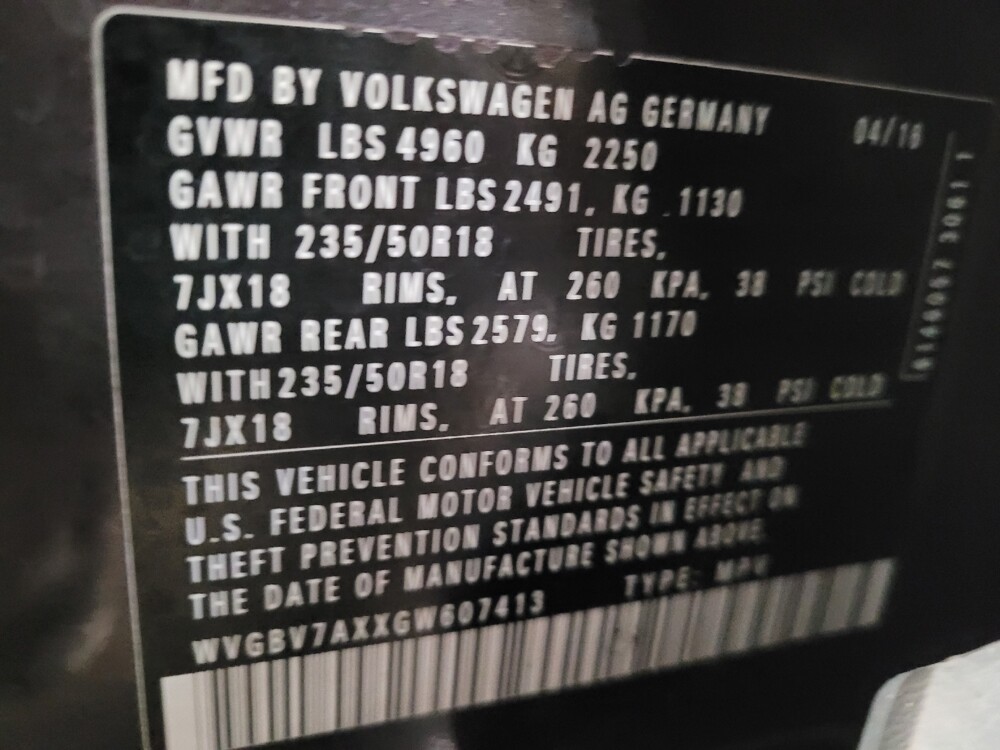 MFD BY VOLKSWAGEN AG GERMANY 04/16
GVWR LBS 4960 KG 2250
GAWR FRONT LBS 2491, KG 1130
WITH 235/50R18 TIRES,
7JX18 RIMS, AT 260 KPA, 38 PSI COLD
GAWR REAR LBS 2579, KG 1170
WITH 235/50R18 TIRES,
7JX18 RIMS, AT 260 KPA, 38 PSI COLD
THIS VEHICLE CONFORMS TO ALL APPLICABLE
U.S. FEDERAL MOTOR VEHICLE SAFETY AND
THEFT PREVENTION STANDARDS IN EFFECT ON
THE DATE OF MANUFACTURE SHOWN ABOVE.
WVGBV7AXXGW607413 TYPE: MPV